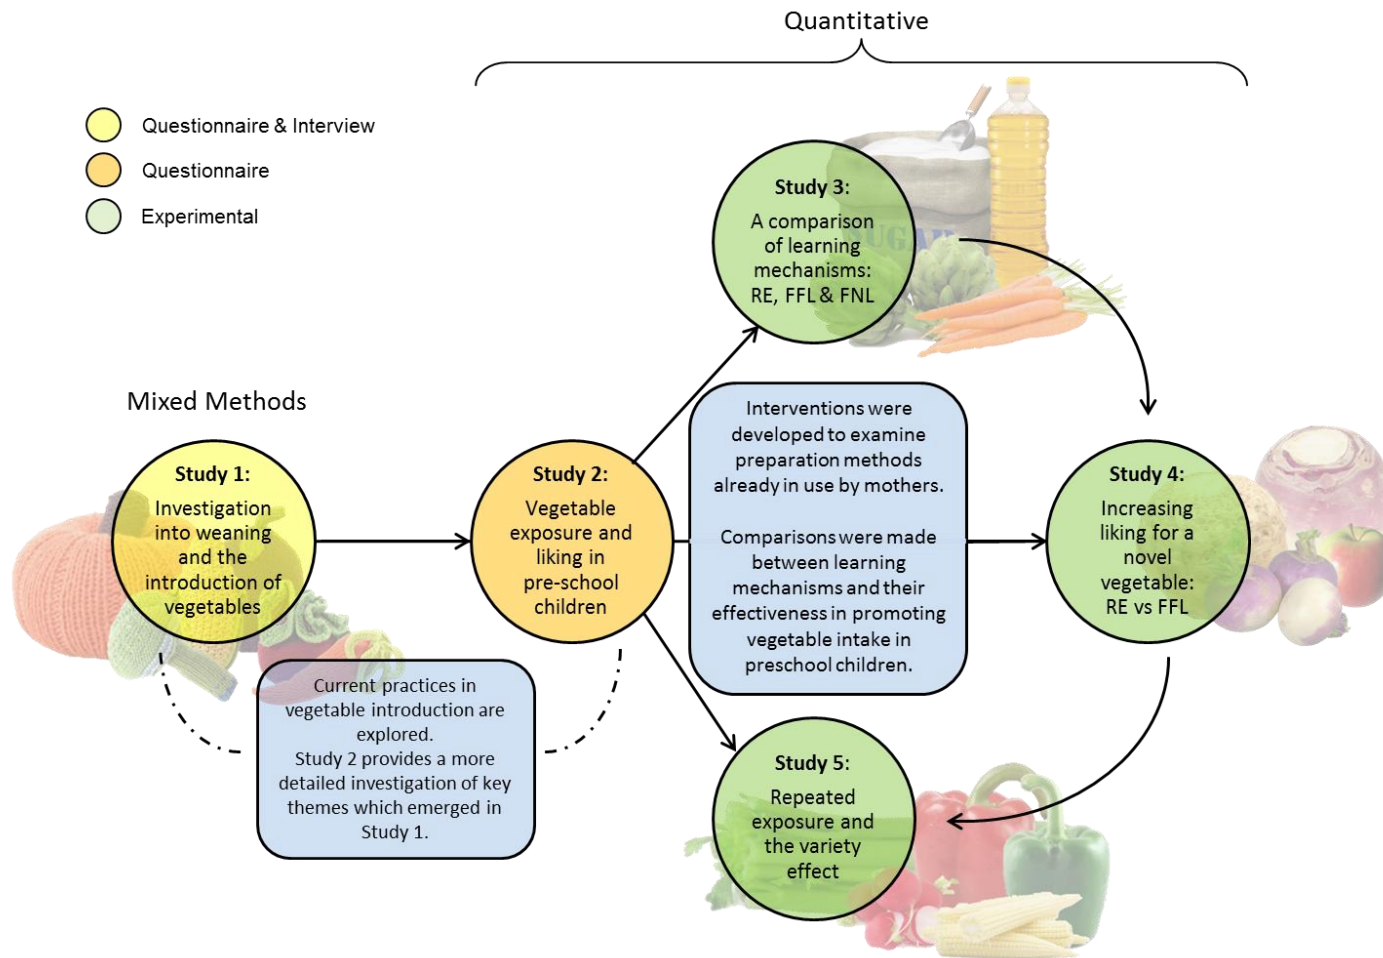 Quantitative
Questionnaire & Interview
Questionnaire
Experimental
Study 3:
A comparison
of learning
mechanisms:
RE, FFL & FNL
SUGAR
Mixed Methods
Study 1:
Investigation
into weaning
and the
introduction of
vegetables
Study 2:
Vegetable
exposure and
liking in
pre-school
children
Interventions were
developed to examine
preparation methods
already in use by mothers.
Comparisons were made
between learning
mechanisms and their
effectiveness in promoting
vegetable intake in
preschool children.
Study 4:
Increasing
liking for a
novel
vegetable:
RE vs FFL
Current practices in
vegetable introduction are
explored.
Study 2 provides a more
detailed investigation of key
themes which emerged in
Study 1.
Study 5:
Repeated
exposure and
the variety
effect